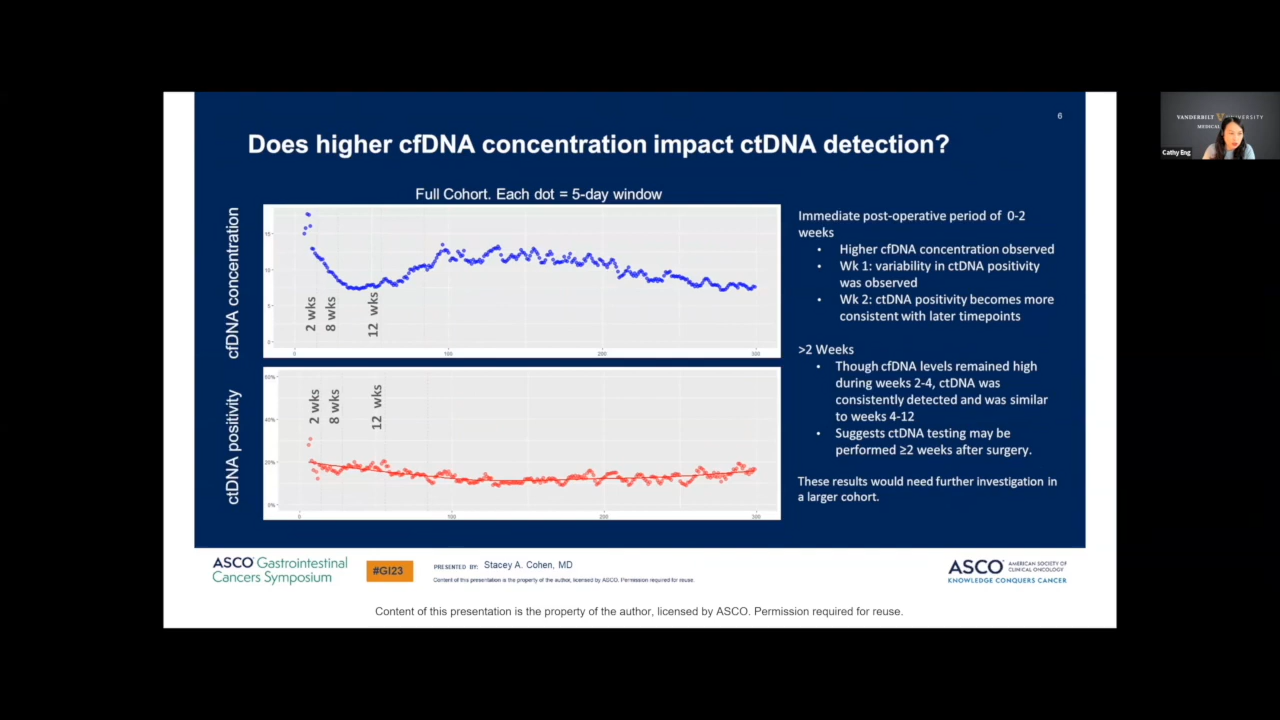 6
Does higher cfDNA concentration impact ctDNA detection?
Full Cohort. Each dot = 5-day window
cfDNA concentration
15
10
5
0
2 wks
8 wks
12 wks
0
100
200
300
ctDNA positivity
60%
40%
20%
0%
2 wks
8 wks
12 wks
0
100
200
300
Immediate post-operative period of 0-2
weeks
• Higher cfDNA concentration observed
• Wk 1: variability in ctDNA positivity
was observed
• Wk 2: ctDNA positivity becomes more
consistent with later timepoints
>2 Weeks
• Though cfDNA levels remained high
during weeks 2-4, ctDNA was
consistently detected and was similar
to weeks 4-12
• Suggests ctDNA testing may be
performed ≥2 weeks after surgery.
These results would need further investigation in
a larger cohort.
ASCO Gastrointestinal
Cancers Symposium
#GI23
PRESENTED BY: Stacey A. Cohen, MD
Content of this presentation is the property of the author, licensed by ASCO. Permission required for reuse.
ASCO AMERICAN SOCIETY OF
CLINICAL ONCOLOGY
KNOWLEDGE CONQUERS CANCER
Content of this presentation is the property of the author, licensed by ASCO. Permission required for reuse.
VANDERBILT V UNIVERSITY
MEDICAL
Cathy Eng